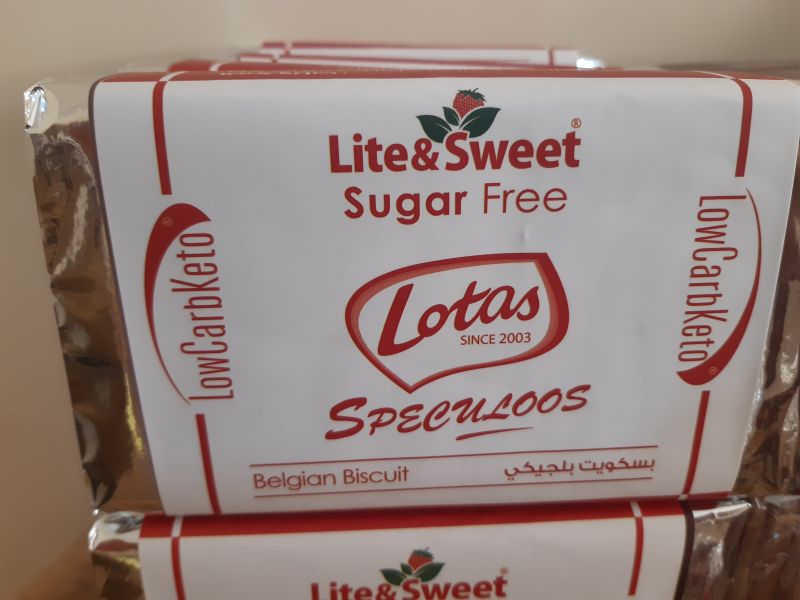 Lite&Sweet®
Sugar Free
LowCarbKeto®
Lotas
SINCE 2003
LowCarbKeto®
SPECULOOS
Belgian Biscuit بسكويت بلجيكي
Lite&Sweet